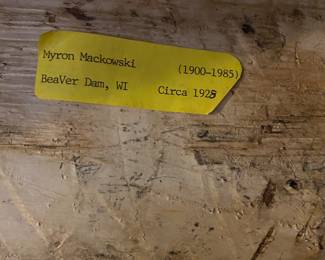 Myron Mackowski (1900-1985)
BeaVer Dam, WI Circa 1925